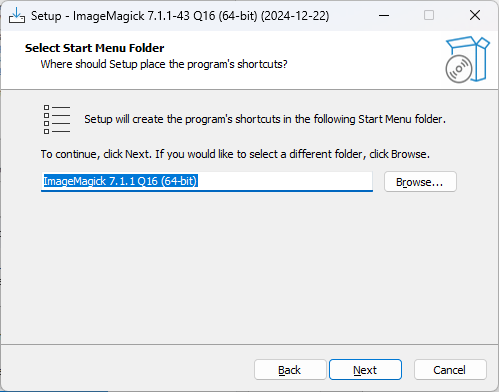 Setup - ImageMagick 7.1.1-43 Q16 (64-bit) (2024-12-22)
Select Start Menu Folder
Where should Setup place the program's shortcuts?
Setup will create the program's shortcuts in the following Start Menu folder.
To continue, click Next. If you would like to select a different folder, click Browse.
ImageMagick 7.1.1 Q16 (64-bit)
Browse...
Back
Next
Cancel